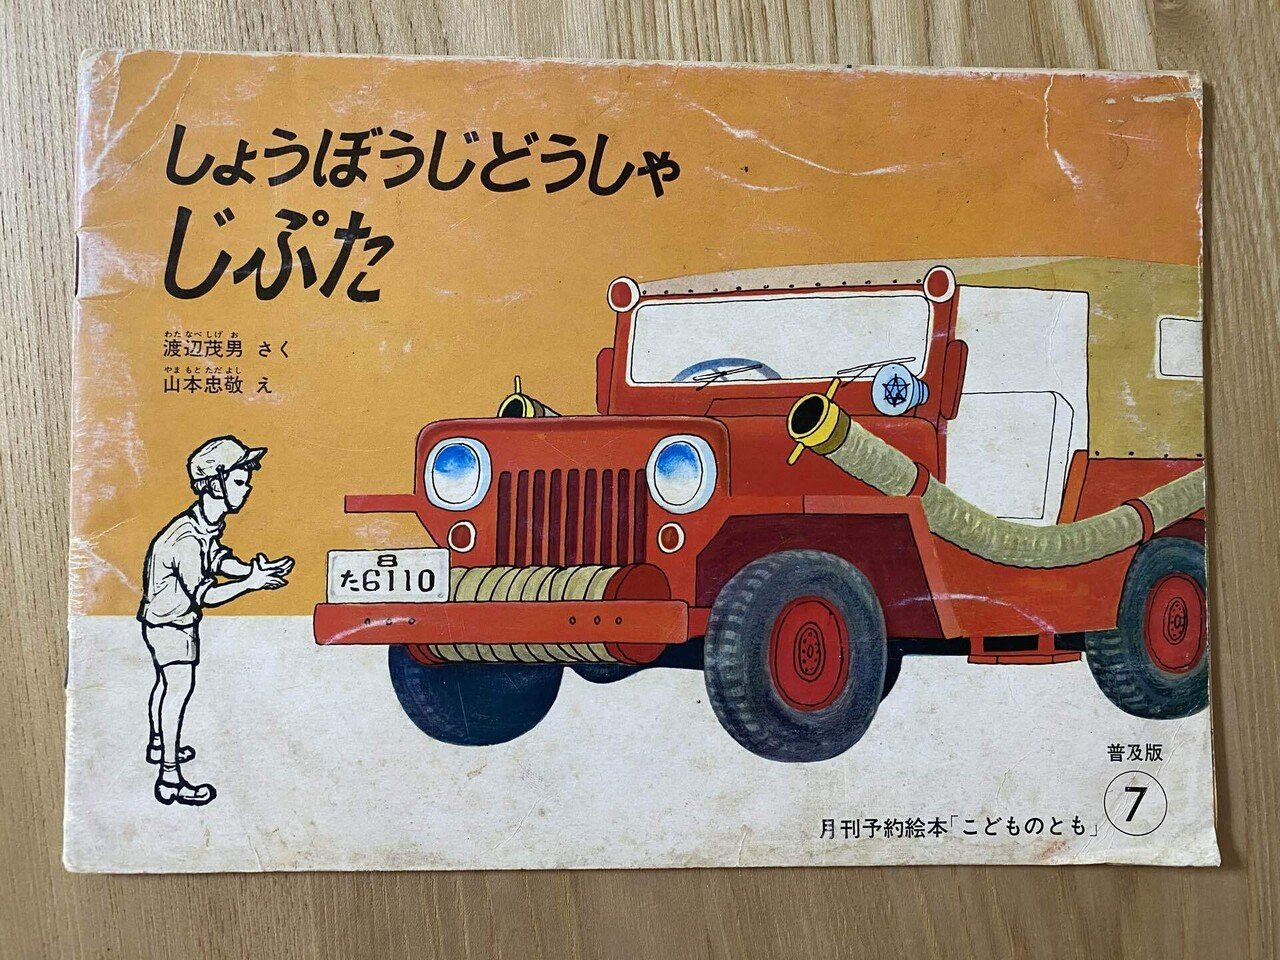 しょうぼうじどうしゃ
じぷた
わたなべしげお
渡辺茂男 さく
やまもとただよし
山本忠敬 え
8
た6110
普及版
7
月刊予約絵本「こどものとも」